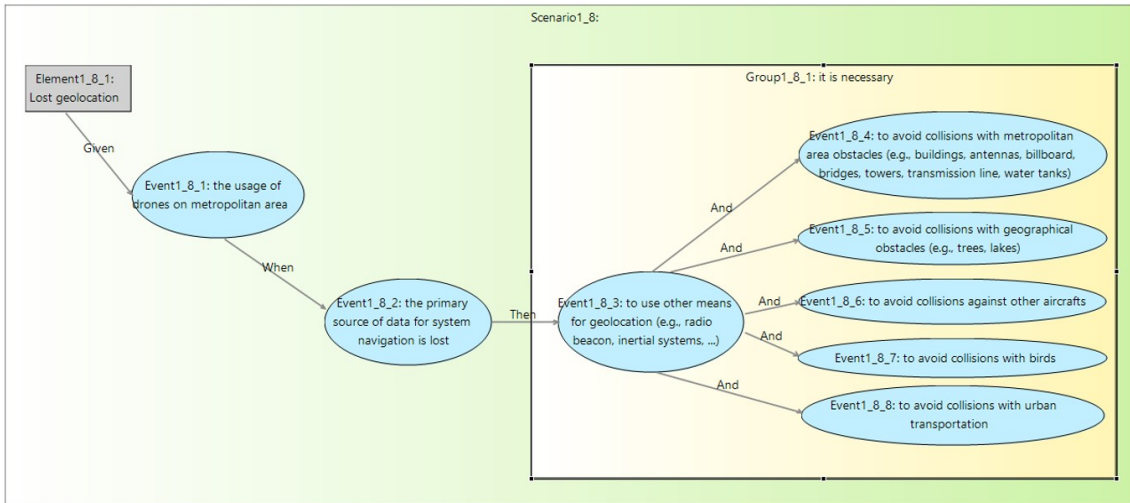 Scenario1_8:
Element1_8_1:
Lost geolocation
Given
Event1_8_1: the usage of
drones on metropolitan area
When
Event1_8_2: the primary
source of data for system
navigation is lost
Then
Group1_8_1: it is necessary
Event1_8_3: to use other means
for geolocation (e.g., radio
beacon, inertial systems, ...)
And
Event1_8_4: to avoid collisions with metropolitan
area obstacles (e.g., buildings, antennas, billboard,
bridges, towers, transmission line, water tanks)
And
Event1_8_5: to avoid collisions with geographical
obstacles (e.g., trees, lakes)
And
Event1_8_6: to avoid collisions against other aircrafts
And
Event1_8_7: to avoid collisions with birds
And
Event1_8_8: to avoid collisions with urban
transportation